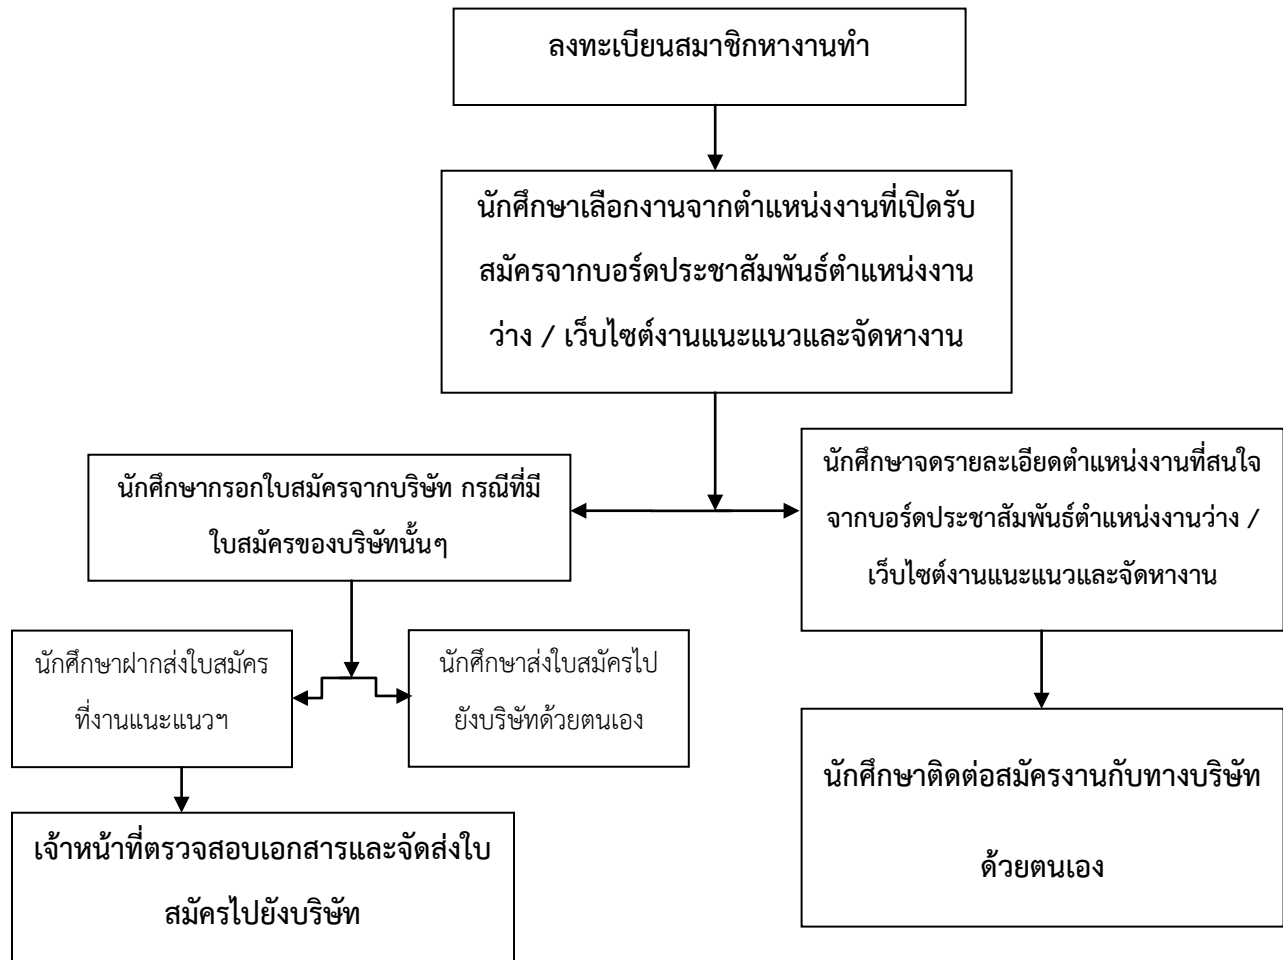 ลงทะเบียนสมาชิกหางานทำ
นักศึกษาเลือกงานจากตำแหน่งงานที่เปิดรับ
สมัครจากบอร์ดประชาสัมพันธ์ตำแหน่งงาน
ว่าง / เว็บไซต์งานแนะแนวและจัดหางาน
นักศึกษากรอกใบสมัครจากบริษัท กรณีที่มี
ใบสมัครของบริษัทนั้นๆ
นักศึกษาจดรายละเอียดตำแหน่งงานที่สนใจ
จากบอร์ดประชาสัมพันธ์ตำแหน่งงานว่าง /
เว็บไซต์งานแนะแนวและจัดหางาน
นักศึกษาฝากส่งใบสมัคร
ที่งานแนะแนวฯ
นักศึกษาส่งใบสมัครไป
ยังบริษัทด้วยตนเอง
นักศึกษาติดต่อสมัครงานกับทางบริษัท
ด้วยตนเอง
เจ้าหน้าที่ตรวจสอบเอกสารและจัดส่งใบ
สมัครไปยังบริษัท